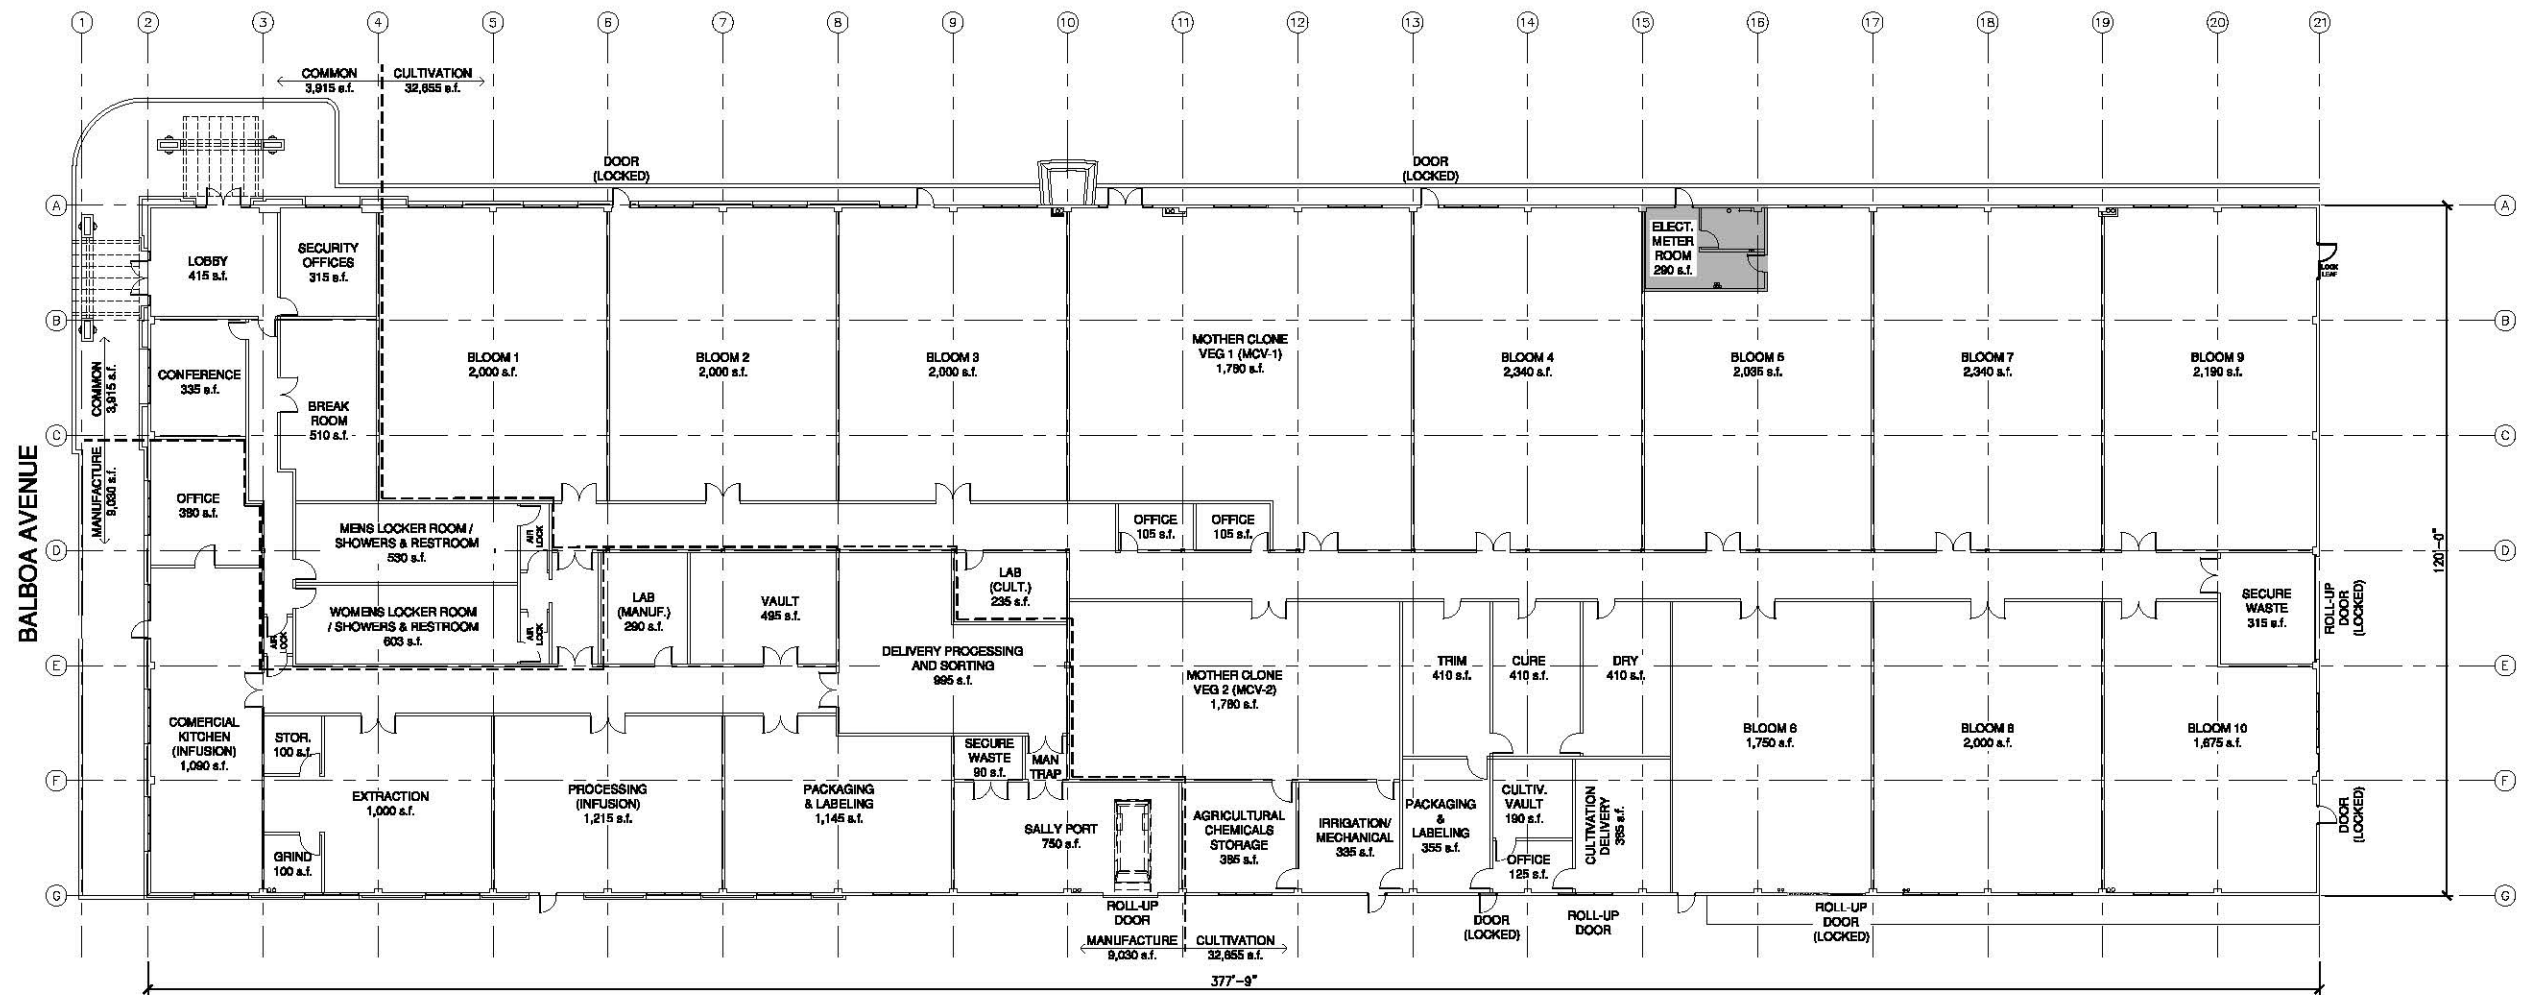 1 2 3 4 5 6 7 8 9 10 11 12 13 14 15 16 17 18 19 20 21
COMMON
3,915 s.f.
CULTIVATION
32,655 s.f.
DOOR
(LOCKED)
DOOR
(LOCKED)
A
A
LOBBY
415 s.f.
SECURITY
OFFICES
315 s.f.
ELECT.
METER
ROOM
290 s.f.
LOCK
LEAF
B
B
CONFERENCE
335 s.f.
BREAK
ROOM
510 s.f.
BLOOM 1
2,000 s.f.
BLOOM 2
2,000 s.f.
BLOOM 3
2,000 s.f.
MOTHER CLONE
VEG 1 (MCV-1)
1,780 s.f.
BLOOM 4
2,340 s.f.
BLOOM 5
2,035 s.f.
BLOOM 7
2,340 s.f.
BLOOM 9
2,190 s.f.
COMMON
3,915 s.f.
C
C
MANUFACTURE
9,030 s.f.
BALBOA AVENUE
OFFICE
380 s.f.
MENS LOCKER ROOM /
SHOWERS & RESTROOM
530 s.f.
AIR
LOCK
OFFICE
105 s.f.
OFFICE
105 s.f.
D
D
120'-0"
WOMENS LOCKER ROOM
/ SHOWERS & RESTROOM
603 s.f.
AIR
LOCK
AIR
LOCK
LAB
(MANUF.)
290 s.f.
VAULT
495 s.f.
LAB
(CULT.)
235 s.f.
SECURE
WASTE
315 s.f.
ROLL-UP
DOOR
(LOCKED)
E
E
DELIVERY PROCESSING
AND SORTING
995 s.f.
MOTHER CLONE
VEG 2 (MCV-2)
1,780 s.f.
TRIM
410 s.f.
CURE
410 s.f.
DRY
410 s.f.
COMERCIAL
KITCHEN
(INFUSION)
1,090 s.f.
STOR.
100 s.f.
SECURE
WASTE
90 s.f.
MAN
TRAP
BLOOM 6
1,750 s.f.
BLOOM 8
2,000 s.f.
BLOOM 10
1,675 s.f.
F
F
EXTRACTION
1,000 s.f.
PROCESSING
(INFUSION)
1,215 s.f.
PACKAGING
& LABELING
1,145 s.f.
SALLY PORT
750 s.f.
AGRICULTURAL
CHEMICALS
STORAGE
385 s.f.
IRRIGATION/
MECHANICAL
335 s.f.
PACKAGING
&
LABELING
355 s.f.
CULTIV.
VAULT
190 s.f.
CULTIVATION
DELIVERY
385 s.f.
DOOR
(LOCKED)
GRIND
100 s.f.
OFFICE
125 s.f.
G
G
ROLL-UP
DOOR
DOOR
(LOCKED)
ROLL-UP
DOOR
ROLL-UP
DOOR
(LOCKED)
MANUFACTURE
9,030 s.f.
CULTIVATION
32,655 s.f.
377'-9"